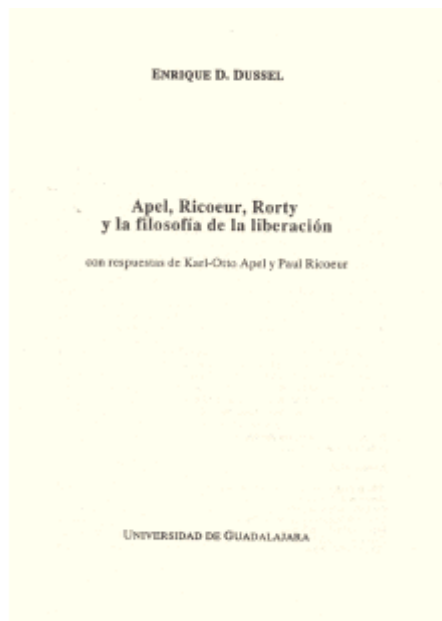 ENRIQUE D. DUSSEL
Apel, Ricoeur, Rorty
y la filosofía de la liberación
con respuestas de Karl-Otto Apel y Paul Ricoeur
UNIVERSIDAD DE GUADALAJARA